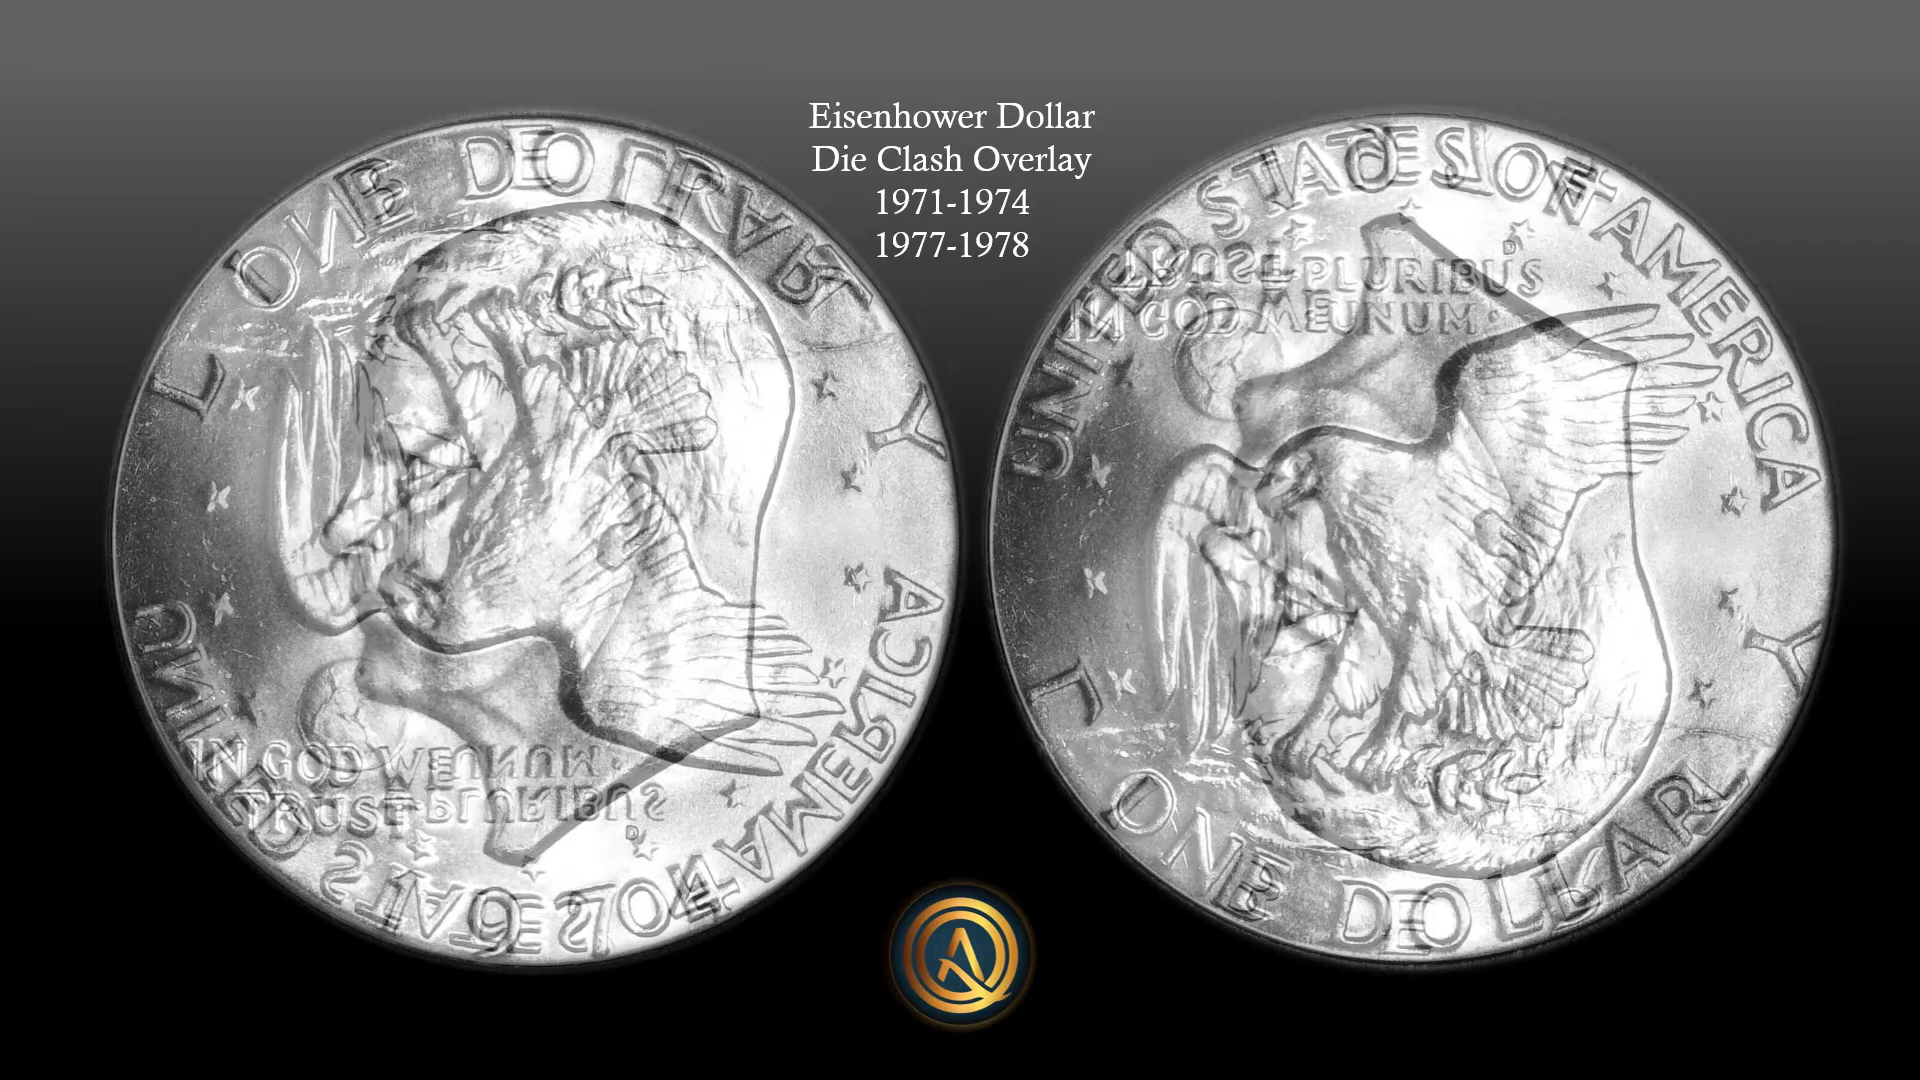 Eisenhower Dollar
Die Clash Overlay
1971-1974
1977-1978
LIBERTY
IN GOD WE
TRUST
D
1974
UNITED STATES OF AMERICA
E PLURIBUS
UNUM
ONE DOLLAR